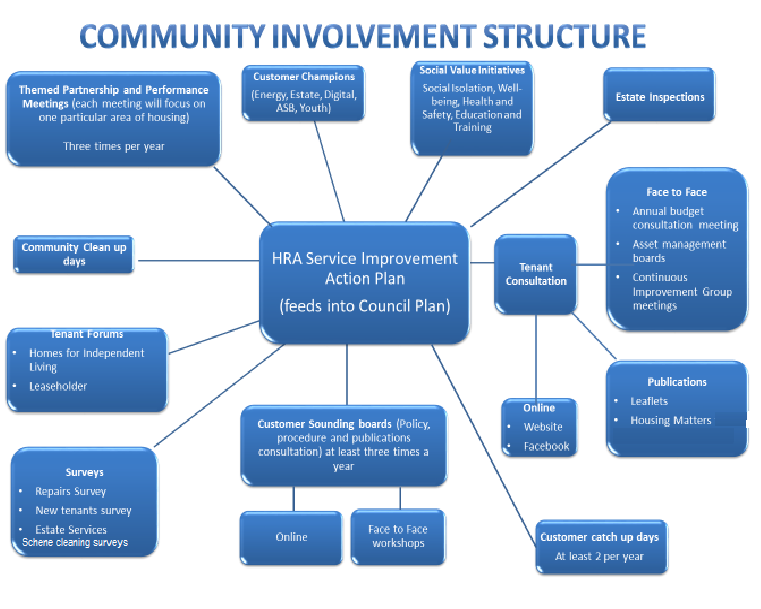 COMMUNITY INVOLVEMENT STRUCTURE
Themed Partnership and Performance
Meetings (each meeting will focus on
one particular area of housing)
Three times per year
Customer Champions
(Energy, Estate, Digital,
ASB, Youth)
Social Value Initiatives
Social Isolation, Well-
being, Health and
Safety, Education and
Training
Estate Inspections
Community Clean up
days
HRA Service Improvement
Action Plan
(feeds into Council Plan)
Tenant
Consultation
Face to Face
• Annual budget
consultation meeting
• Asset management
boards
• Continuous
Improvement Group
meetings
Tenant Forums
• Homes for Independent
Living
• Leaseholder
Publications
• Leaflets
• Housing Matters
Online
• Website
• Facebook
Customer Sounding boards (Policy,
procedure and publications
consultation) at least three times a
year
Surveys
• Repairs Survey
• New tenants survey
• Estate Services
Schene cleaning surveys
Online
Face to Face
workshops
Customer catch up days
At least 2 per year